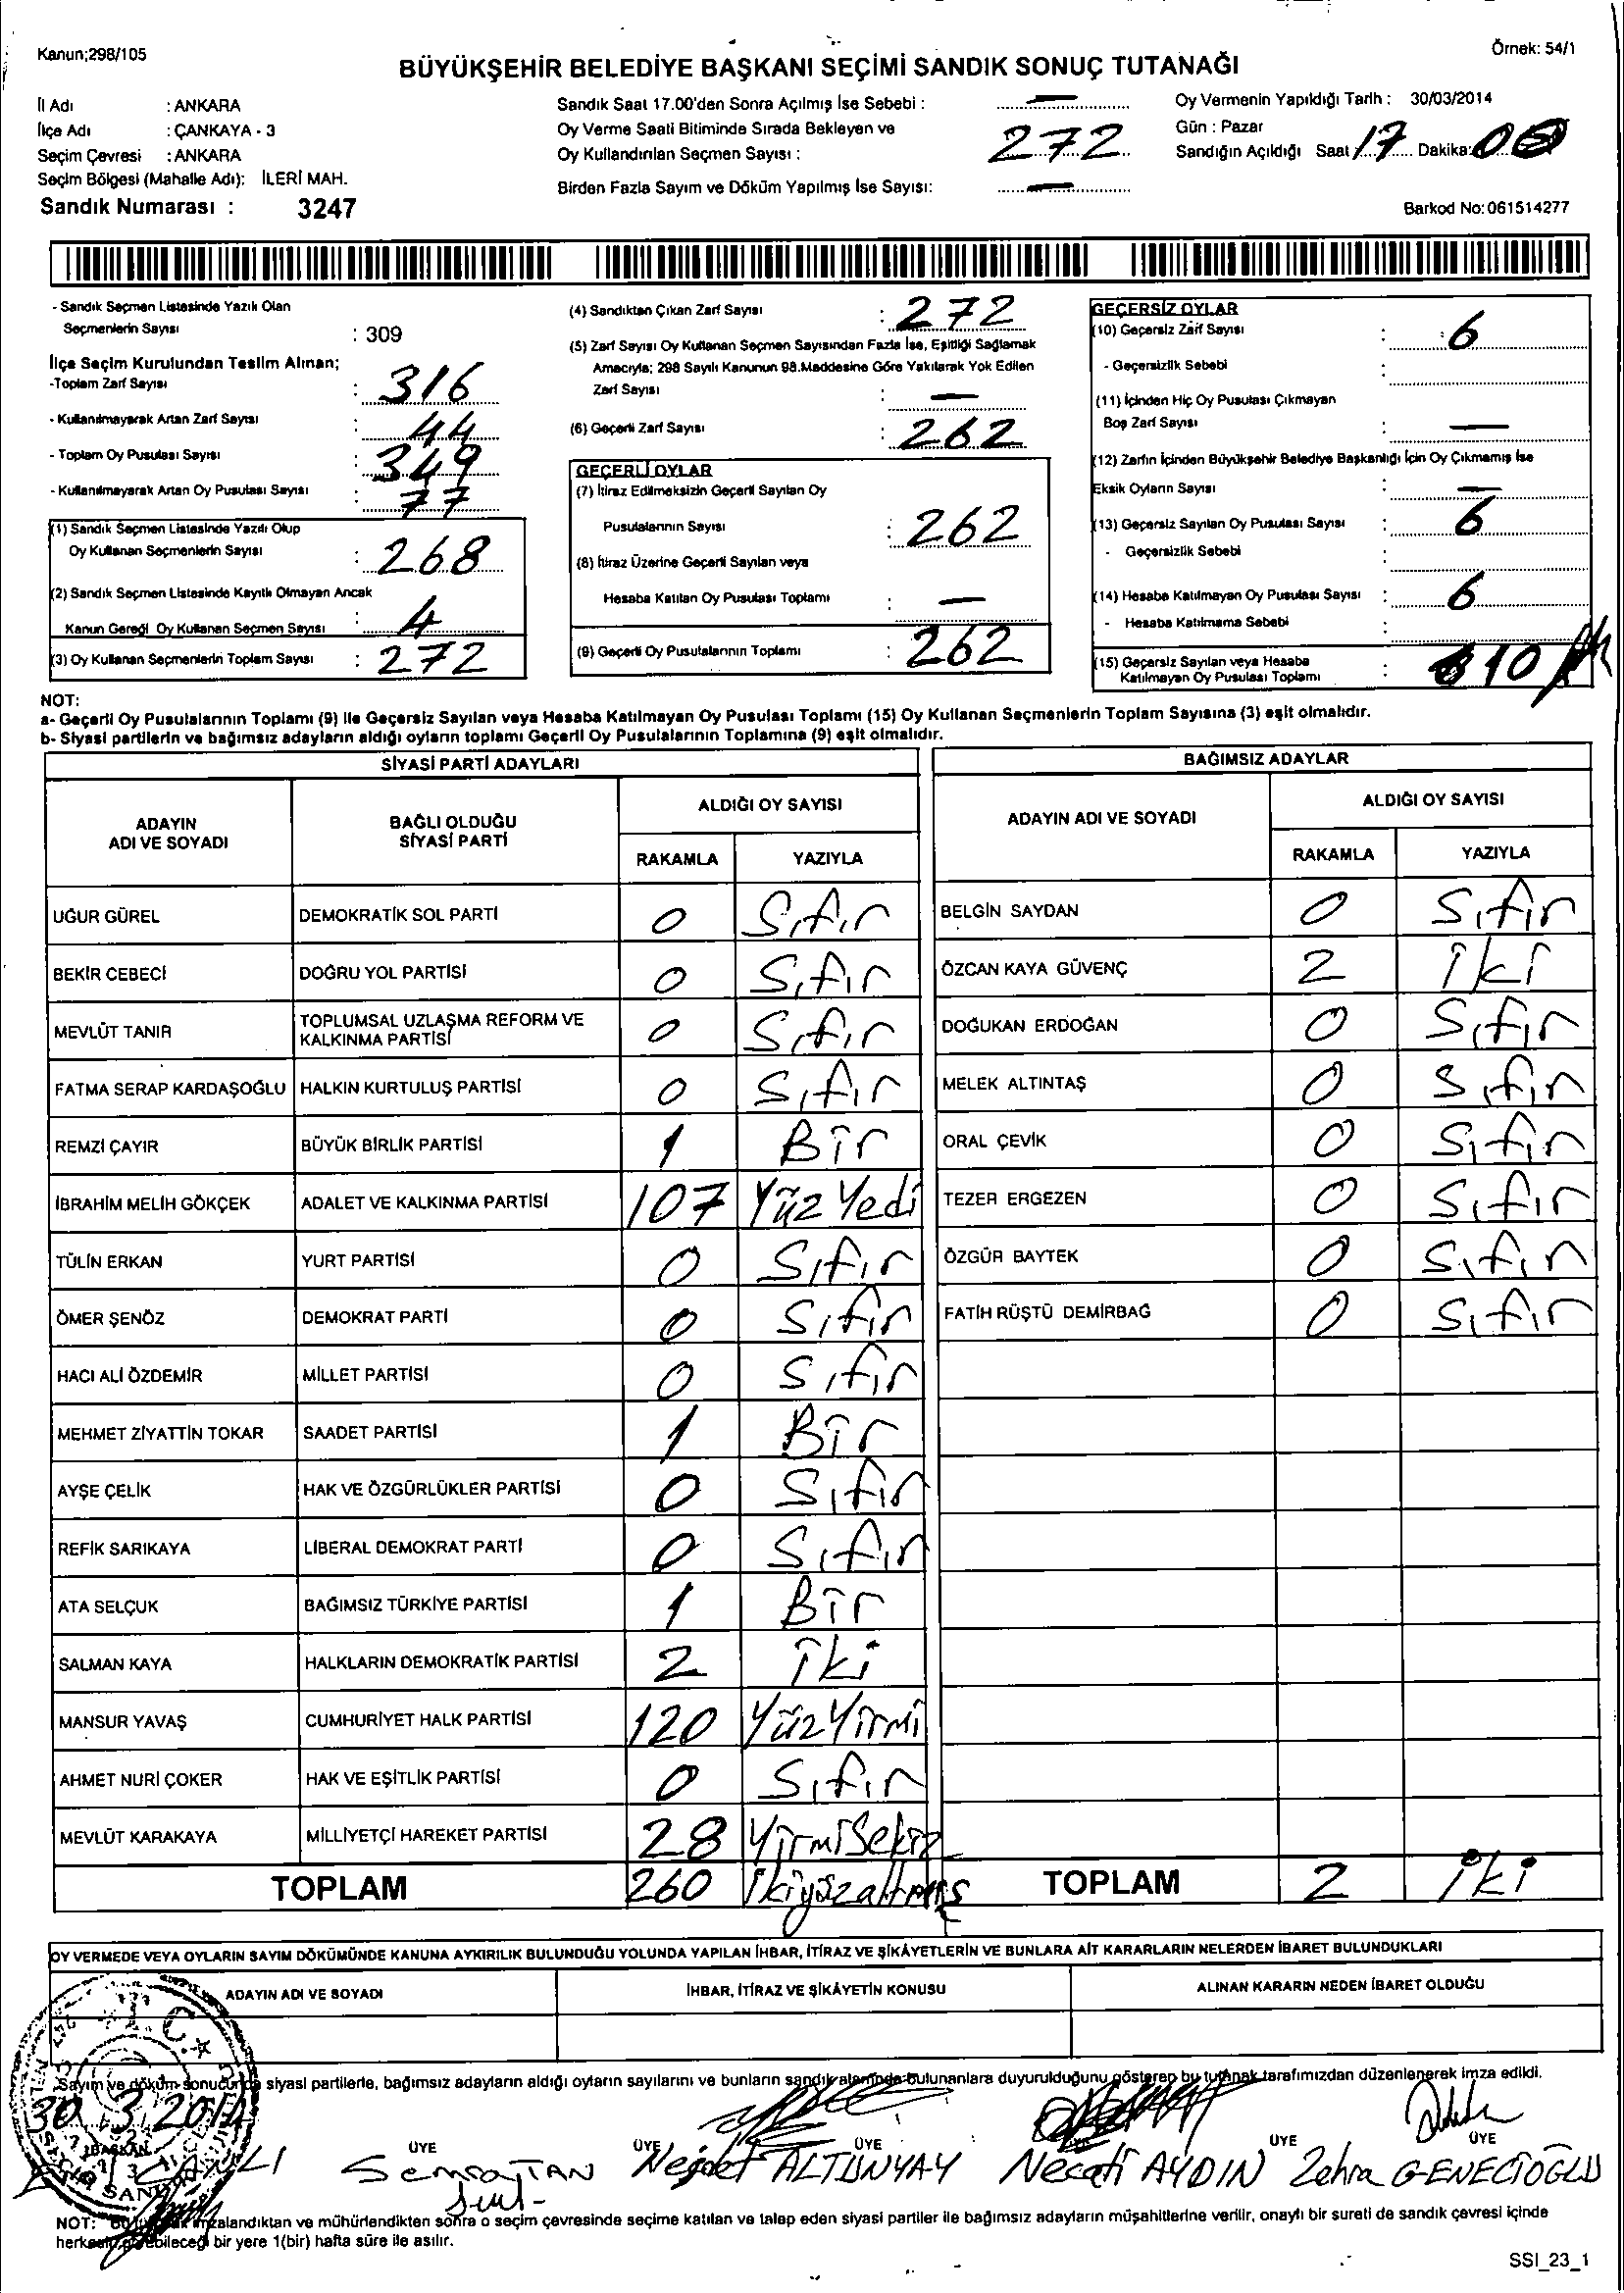 Kanun;298/105
Örnek: 54/1
BÜYÜKŞEHİR BELEDİYE BAŞKANI SEÇİMİ SANDIK SONUÇ TUTANAĞI
İl Adı : ANKARA
İlçe Adı : ÇANKAYA - 3
Seçim Çevresi : ANKARA
Seçim Bölgesi (Mahalle Adı): İLERİ MAH.
Sandık Numarası : 3247
Sandık Saat 17.00'den Sonra Açılmış İse Sebebi : —
Oy Verme Saati Bitiminde Sırada Bekleyen ve
Oy Kullandırılan Seçmen Sayısı : 272
Birden Fazla Sayım ve Döküm Yapılmış İse Sayısı: —
Oy Vermenin Yapıldığı Tarih : 30/03/2014
Gün : Pazar
Sandığın Açıldığı Saat 17 Dakika:
Barkod No:061514277
- Sandık Seçmen Listesinde Yazılı Olan
Seçmenlerin Sayısı : 309
İlçe Seçim Kurulundan Teslim Alınan;
-Toplam Zarf Sayısı : 316
- Kullanılmayarak Artan Zarf Sayısı : 44
- Toplam Oy Pusulası Sayısı : 349
- Kullanılmayarak Artan Oy Pusulası Sayısı : 77
(1) Sandık Seçmen Listesinde Yazılı Olup
Oy Kullanan Seçmenlerin Sayısı : 268
(2) Sandık Seçmen Listesinde Kayıtlı Olmayan Ancak
Kanun Gereği Oy Kullanan Seçmen Sayısı : 4
(3) Oy Kullanan Seçmenlerin Toplam Sayısı : 272
(4) Sandıktan Çıkan Zarf Sayısı : 272
(5) Zarf Sayısı Oy Kullanan Seçmen Sayısından Fazla İse, Eşitliği Sağlamak
Amacıyla; 298 Sayılı Kanunun 98.Maddesine Göre Yakılarak Yok Edilen
Zarf Sayısı : —
(6) Geçerli Zarf Sayısı : 262
GEÇERLİ OYLAR
(7) İtiraz Edilmeksizin Geçerli Sayılan Oy
Pusulalarının Sayısı : 262
(8) İtiraz Üzerine Geçerli Sayılan veya
Hesaba Katılan Oy Pusulası Toplamı : —
(9) Geçerli Oy Pusulalarının Toplamı : 262
GEÇERSİZ OYLAR
(10) Geçersiz Zarf Sayısı : 6
- Geçersizlik Sebebi :
(11) İçinden Hiç Oy Pusulası Çıkmayan
Boş Zarf Sayısı : —
(12) Zarfın İçinden Büyükşehir Belediye Başkanlığı İçin Oy Çıkmamış İse
Eksik Oyların Sayısı : —
(13) Geçersiz Sayılan Oy Pusulası Sayısı : 6
- Geçersizlik Sebebi :
(14) Hesaba Katılmayan Oy Pusulası Sayısı : 6
- Hesaba Katılmama Sebebi :
(15) Geçersiz Sayılan veya Hesaba
Katılmayan Oy Pusulası Toplamı : 10
NOT:
a- Geçerli Oy Pusulalarının Toplamı (9) ile Geçersiz Sayılan veya Hesaba Katılmayan Oy Pusulası Toplamı (15) Oy Kullanan Seçmenlerin Toplam Sayısına (3) eşit olmalıdır.
b- Siyasi partilerin ve bağımsız adayların aldığı oyların toplamı Geçerli Oy Pusulalarının Toplamına (9) eşit olmalıdır.
SİYASİ PARTİ ADAYLARI
ADAYIN ADI VE SOYADI
BAĞLI OLDUĞU SİYASİ PARTİ
ALDIĞI OY SAYISI
RAKAMLA YAZIYLA
UĞUR GÜREL DEMOKRATİK SOL PARTİ 0 Sıfır
BEKİR CEBECİ DOĞRU YOL PARTİSİ 0 Sıfır
MEVLÜT TANIR TOPLUMSAL UZLAŞMA REFORM VE KALKINMA PARTİSİ 0 Sıfır
FATMA SERAP KARDAŞOĞLU HALKIN KURTULUŞ PARTİSİ 0 Sıfır
REMZİ ÇAYIR BÜYÜK BİRLİK PARTİSİ 1 Bir
İBRAHİM MELİH GÖKÇEK ADALET VE KALKINMA PARTİSİ 107 Yüz Yedi
TÜLİN ERKAN YURT PARTİSİ 0 Sıfır
ÖMER ŞENÖZ DEMOKRAT PARTİ 0 Sıfır
HACI ALİ ÖZDEMİR MİLLET PARTİSİ 0 Sıfır
MEHMET ZİYATTİN TOKAR SAADET PARTİSİ 1 Bir
AYŞE ÇELİK HAK VE ÖZGÜRLÜKLER PARTİSİ 0 Sıfır
REFİK SARIKAYA LİBERAL DEMOKRAT PARTİ 0 Sıfır
ATA SELÇUK BAĞIMSIZ TÜRKİYE PARTİSİ 1 Bir
SALMAN KAYA HALKLARIN DEMOKRATİK PARTİSİ 2 iki
MANSUR YAVAŞ CUMHURİYET HALK PARTİSİ 120 YüzYirmi
AHMET NURİ ÇOKER HAK VE EŞİTLİK PARTİSİ 0 Sıfır
MEVLÜT KARAKAYA MİLLİYETÇİ HAREKET PARTİSİ 28 YirmiSekiz
TOPLAM 260 ikiyüzaltmış
BAĞIMSIZ ADAYLAR
ADAYIN ADI VE SOYADI
ALDIĞI OY SAYISI
RAKAMLA YAZIYLA
BELGİN SAYDAN 0 Sıfır
ÖZCAN KAYA GÜVENÇ 2 iki
DOĞUKAN ERDOĞAN 0 Sıfır
MELEK ALTINTAŞ 0 Sıfır
ORAL ÇEVİK 0 Sıfır
TEZER ERGEZEN 0 Sıfır
ÖZGÜR BAYTEK 0 Sıfır
FATİH RÜŞTÜ DEMİRBAĞ 0 Sıfır
TOPLAM 2 iki
OY VERMEDE VEYA OYLARIN SAYIM DÖKÜMÜNDE KANUNA AYKIRILIK BULUNDUĞU YOLUNDA YAPILAN İHBAR, İTİRAZ VE ŞİKÂYETLERİN VE BUNLARA AİT KARARLARIN NELERDEN İBARET BULUNDUKLARI
ADAYIN ADI VE SOYADI
İHBAR, İTİRAZ VE ŞİKÂYETİN KONUSU
ALINAN KARARIN NEDEN İBARET OLDUĞU
Sayım ve döküm sonucunda siyasi partilerle, bağımsız adayların aldığı oyların sayılarını ve bunların sandık alanında bulunanlara duyurulduğunu gösteren bu tutanak tarafımızdan düzenlenerek imza edildi.
30.3.2014
BAŞKAN ÜYE ÜYE ÜYE ÜYE ÜYE
Semra TAN Nejdet ALTUNYAY Necati AYDIN Zehra GENECİOĞLU
NOT: Bu tutanak imzalandıktan ve mühürlendikten sonra o seçim çevresinde seçime katılan ve talep eden siyasi partiler ile bağımsız adayların müşahitlerine verilir, onaylı bir sureti de sandık çevresi içinde
herkesin görebileceği bir yere 1(bir) hafta süre ile asılır.
SSI_23_1